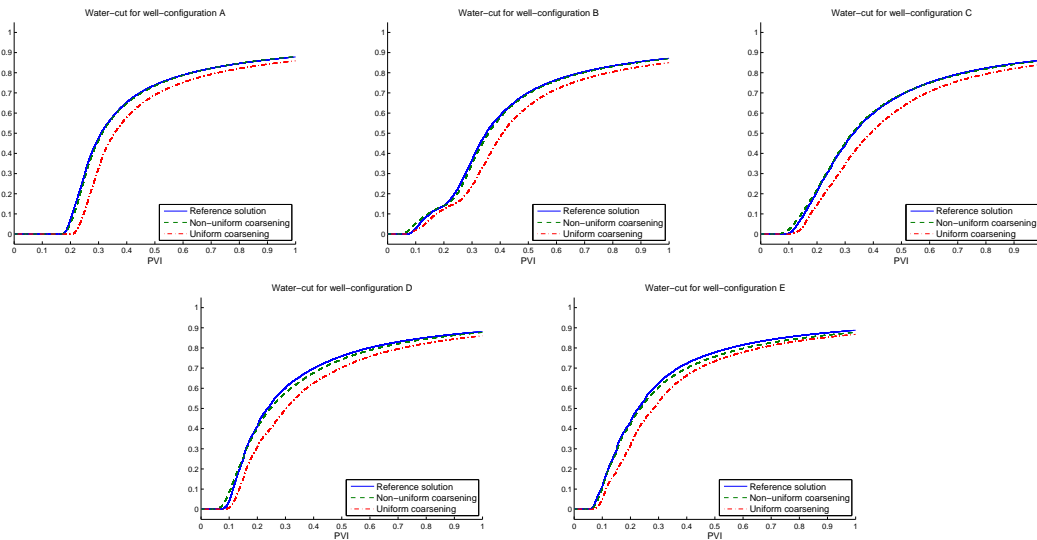 Water-cut for well-configuration A
1
0.9
0.8
0.7
0.6
0.5
0.4
0.3
0.2
0.1
0
0 0.1 0.2 0.3 0.4 0.5 0.6 0.7 0.8 0.9 1
PVI
Reference solution
Non-uniform coarsening
Uniform coarsening
Water-cut for well-configuration B
1
0.9
0.8
0.7
0.6
0.5
0.4
0.3
0.2
0.1
0
0 0.1 0.2 0.3 0.4 0.5 0.6 0.7 0.8 0.9 1
PVI
Reference solution
Non-uniform coarsening
Uniform coarsening
Water-cut for well-configuration C
1
0.9
0.8
0.7
0.6
0.5
0.4
0.3
0.2
0.1
0
0 0.1 0.2 0.3 0.4 0.5 0.6 0.7 0.8 0.9
PVI
Reference solution
Non-uniform coarsening
Uniform coarsening
Water-cut for well-configuration D
1
0.9
0.8
0.7
0.6
0.5
0.4
0.3
0.2
0.1
0
0 0.1 0.2 0.3 0.4 0.5 0.6 0.7 0.8 0.9 1
PVI
Reference solution
Non-uniform coarsening
Uniform coarsening
Water-cut for well-configuration E
1
0.9
0.8
0.7
0.6
0.5
0.4
0.3
0.2
0.1
0
0 0.1 0.2 0.3 0.4 0.5 0.6 0.7 0.8 0.9 1
PVI
Reference solution
Non-uniform coarsening
Uniform coarsening